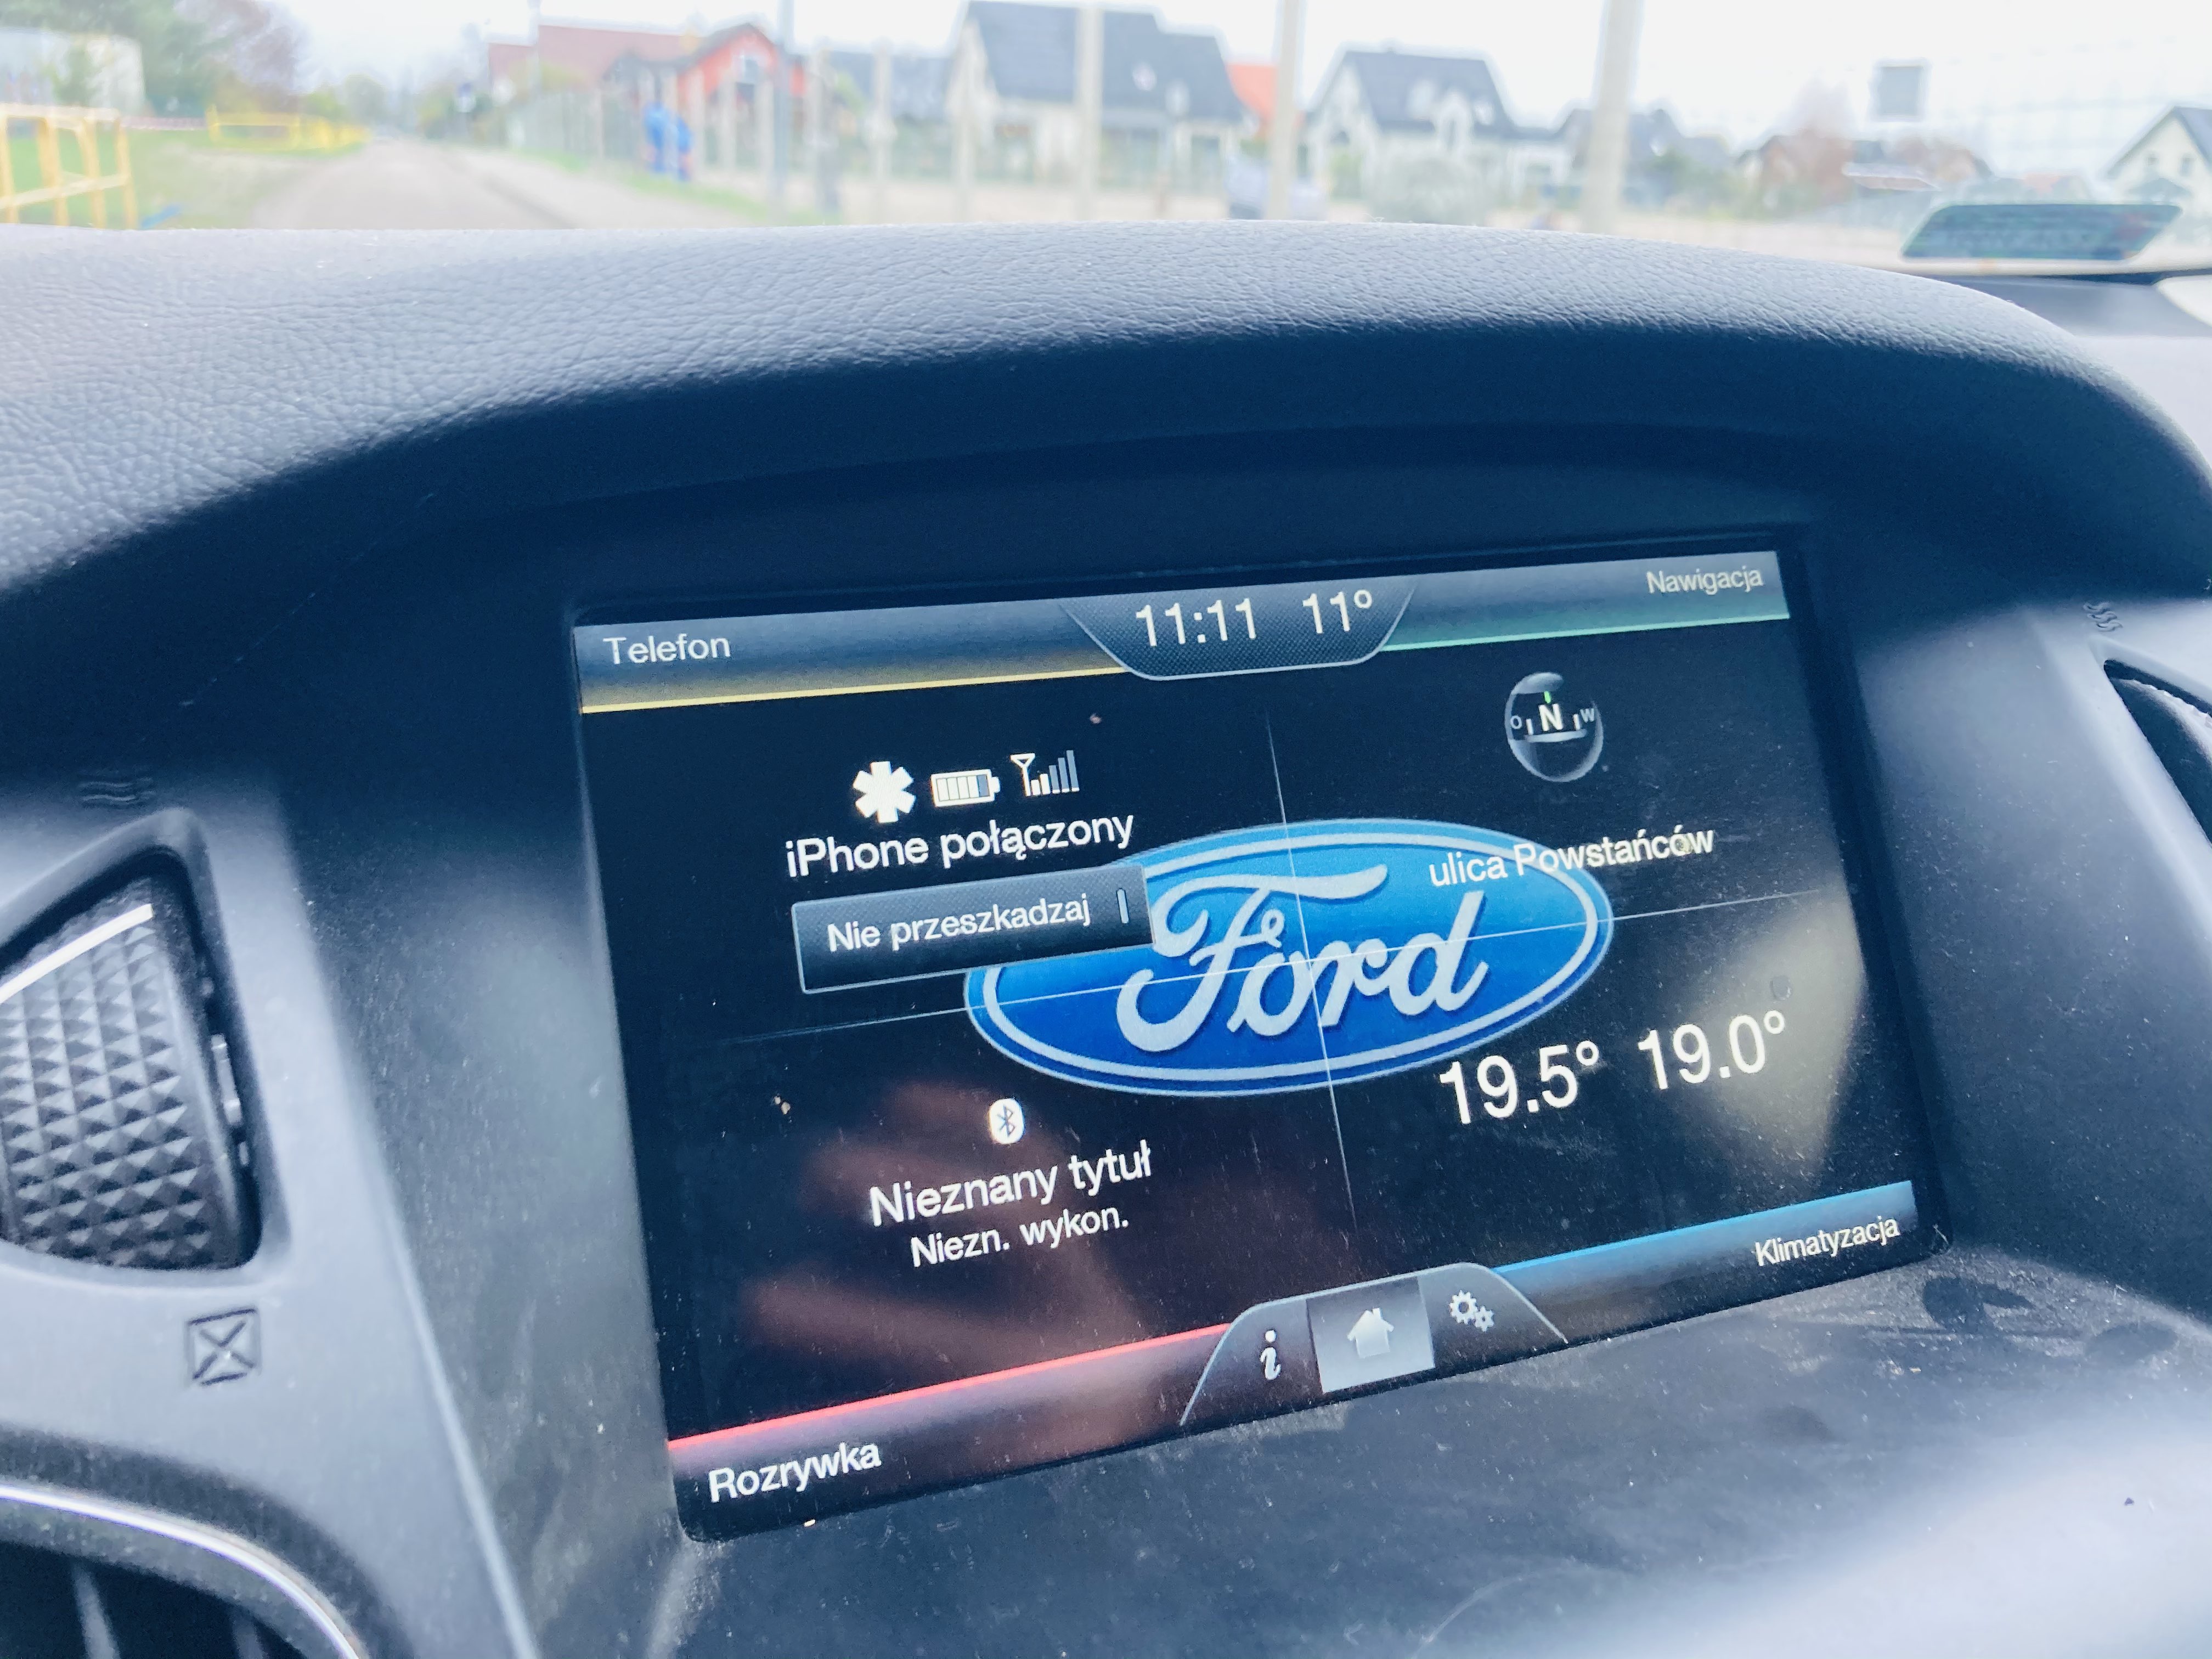 Telefon
11:11 11°
Nawigacja
O N W
iPhone połączony
Nie przeszkadzaj
ulica Powstańców
Ford
19.5° 19.0°
Nieznany tytuł
Niezn. wykon.
i
Rozrywka
Klimatyzacja